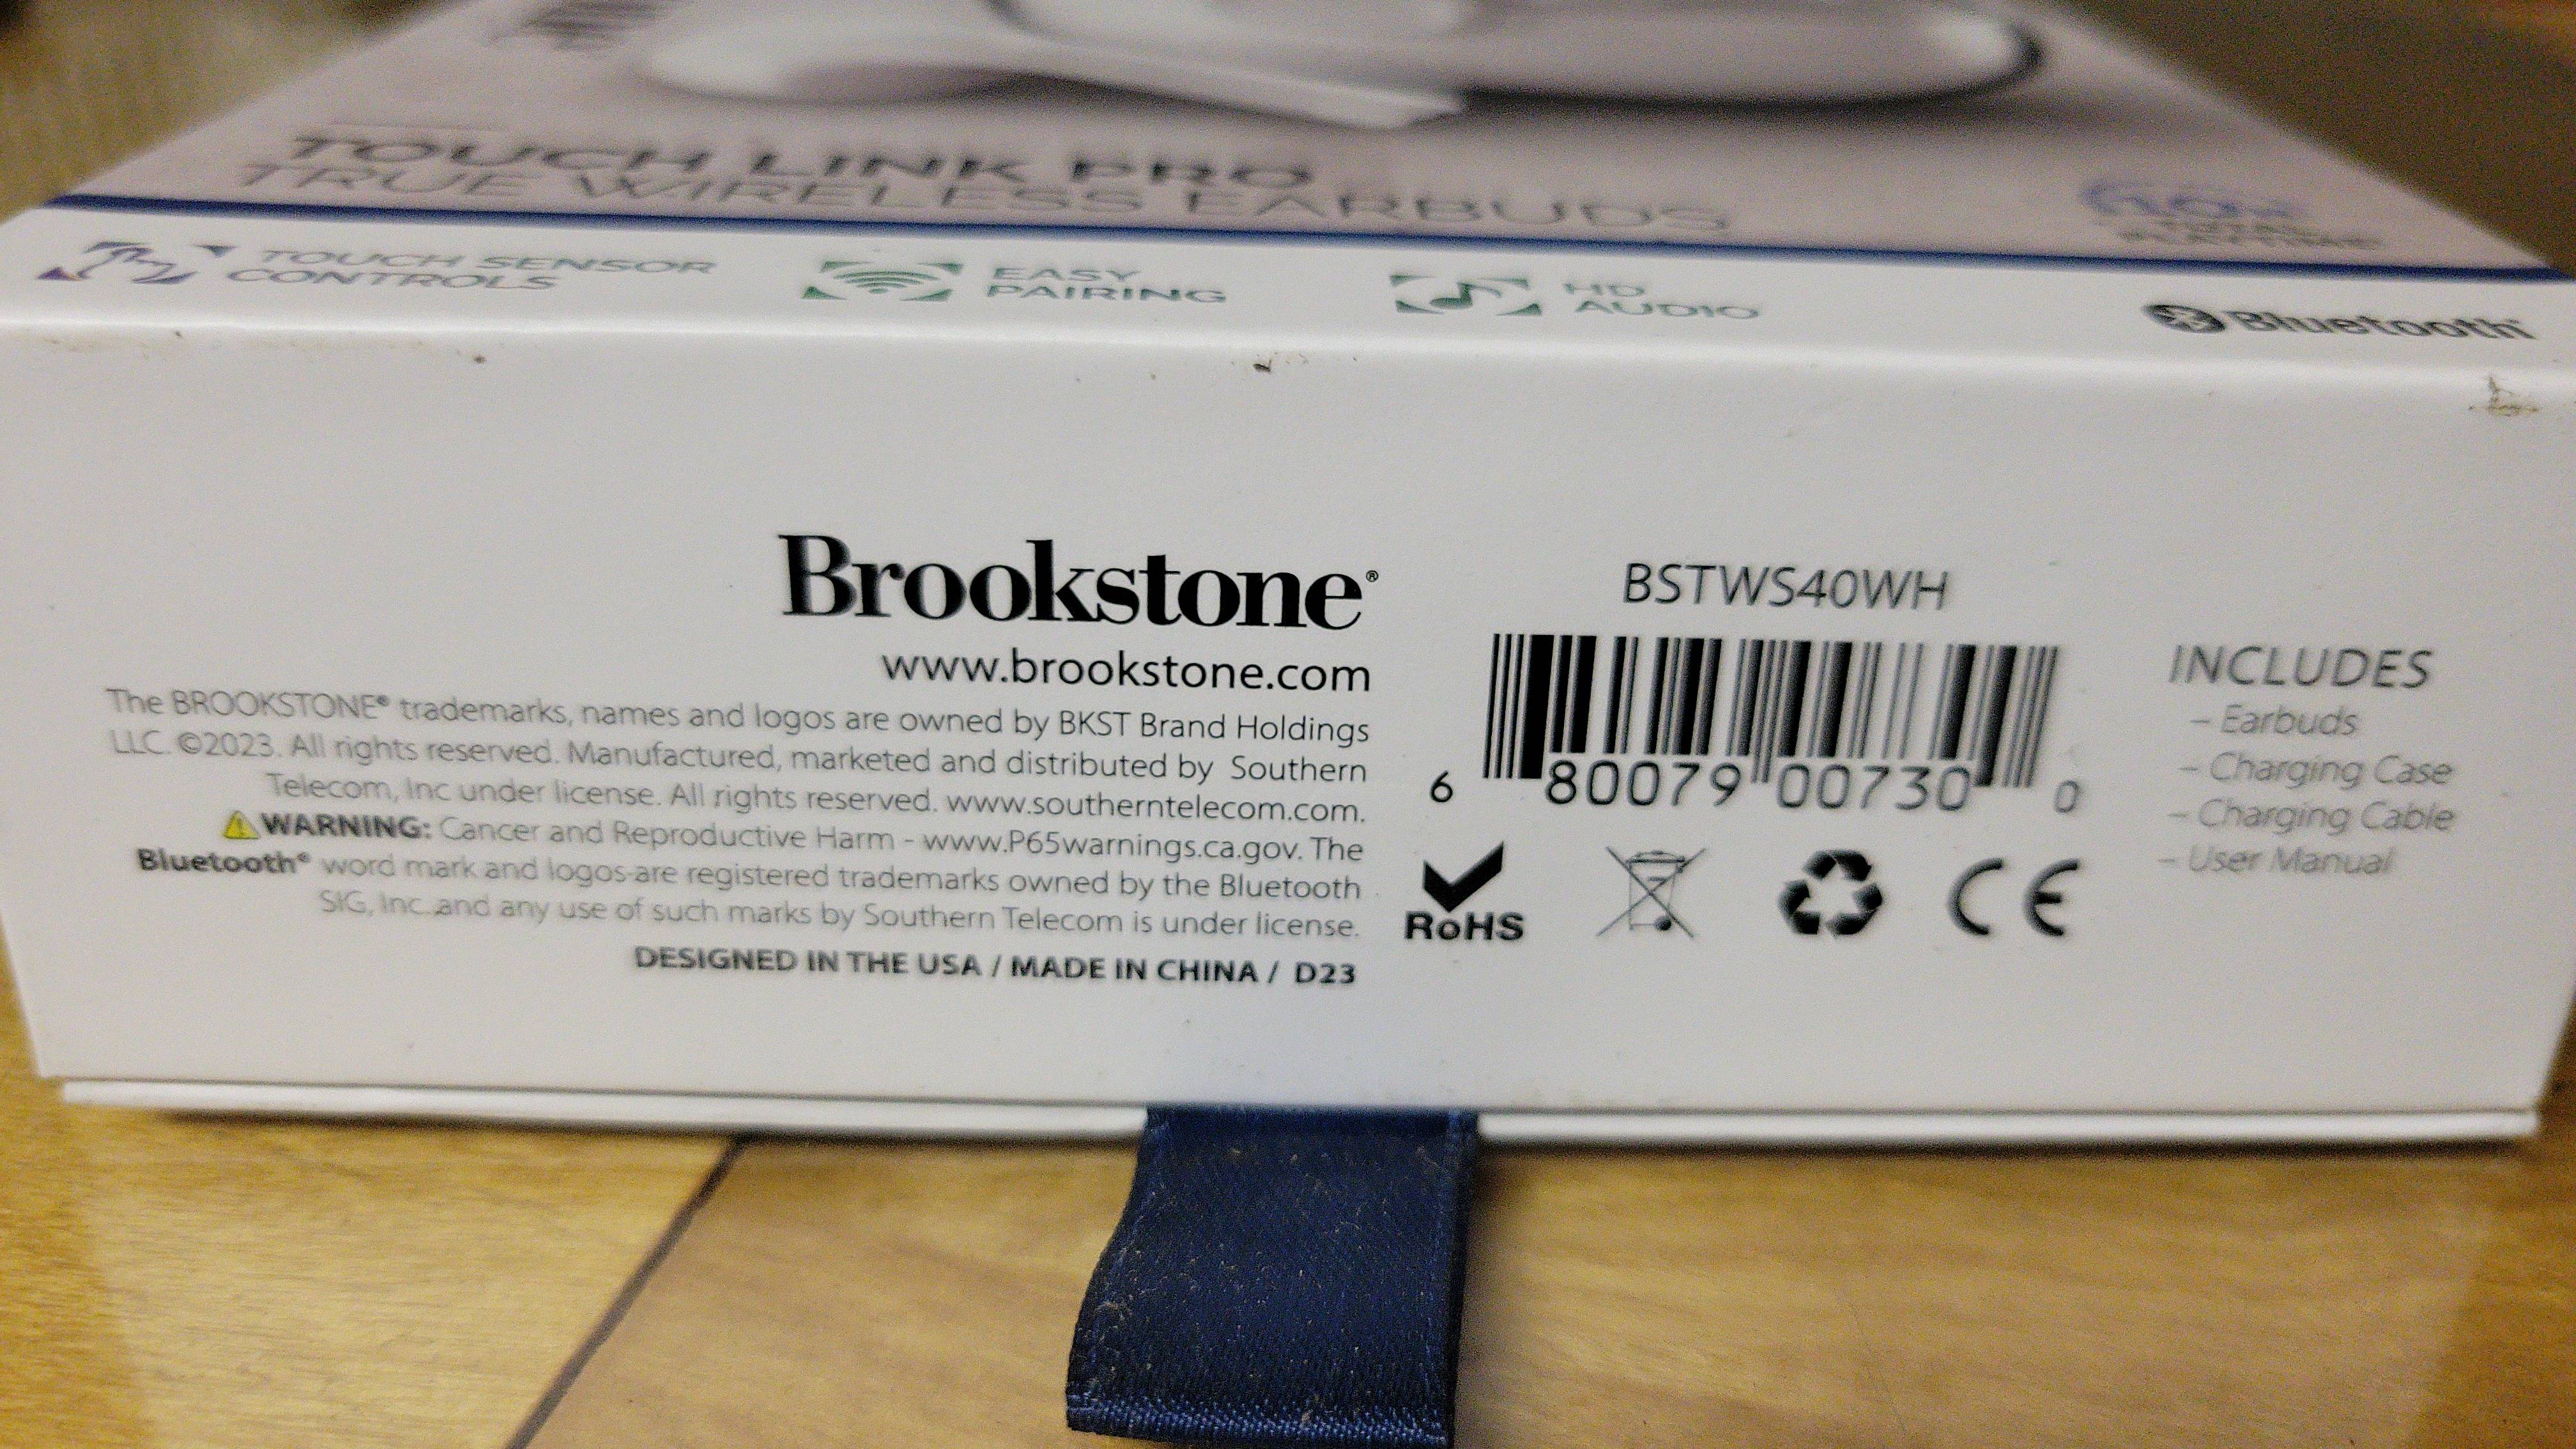 TOUCH LINK PRO
TRUE WIRELESS EARBUDS
TOTAL
PLAYTIME
TOUCH SENSOR
CONTROLS
EASY
PAIRING
HD
AUDIO
Bluetooth
Brookstone®
www.brookstone.com
The BROOKSTONE® trademarks, names and logos are owned by BKST Brand Holdings
LLC. ©2023. All rights reserved. Manufactured, marketed and distributed by Southern
Telecom, Inc under license. All rights reserved. www.southerntelecom.com.
⚠WARNING: Cancer and Reproductive Harm - www.P65warnings.ca.gov. The
Bluetooth® word mark and logos are registered trademarks owned by the Bluetooth
SIG, Inc. and any use of such marks by Southern Telecom is under license.
DESIGNED IN THE USA / MADE IN CHINA / D23
BSTWS40WH
6 80079 00730 0
RoHS
CE
INCLUDES
– Earbuds
– Charging Case
– Charging Cable
– User Manual